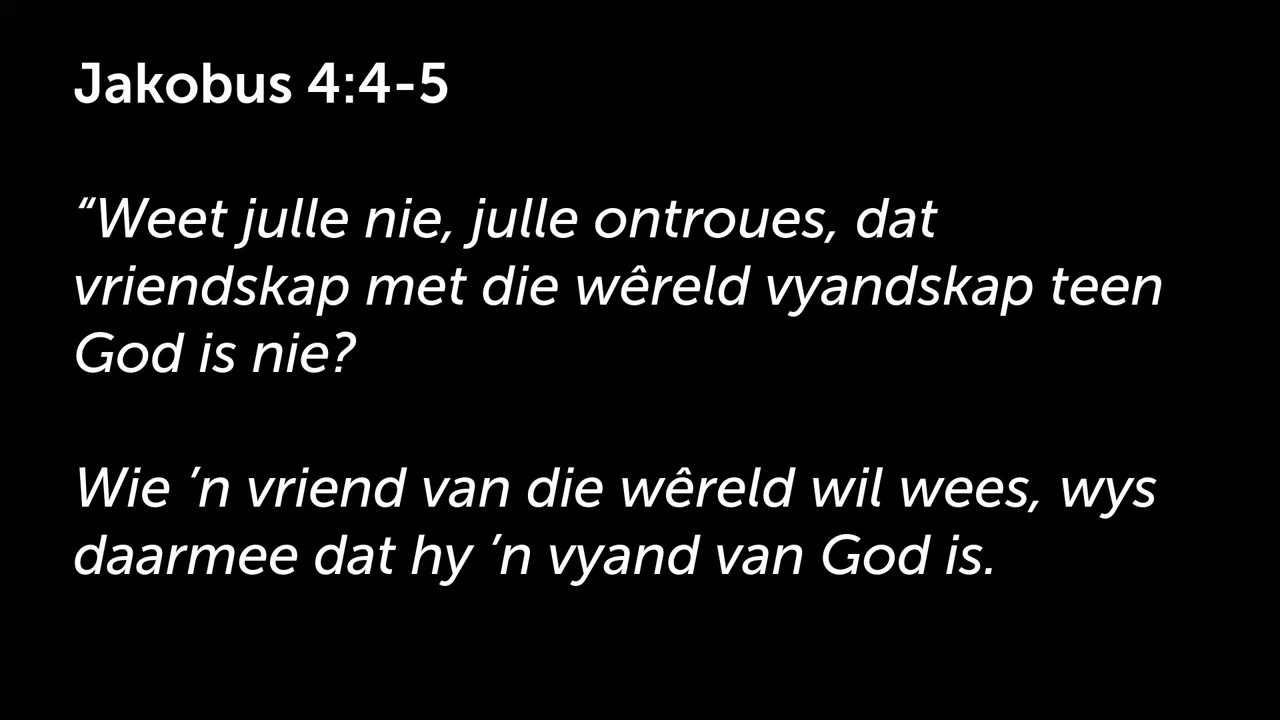 Jakobus 4:4-5
“Weet julle nie, julle ontroues, dat
vriendskap met die wêreld vyandskap teen
God is nie?
Wie ’n vriend van die wêreld wil wees, wys
daarmee dat hy ’n vyand van God is.